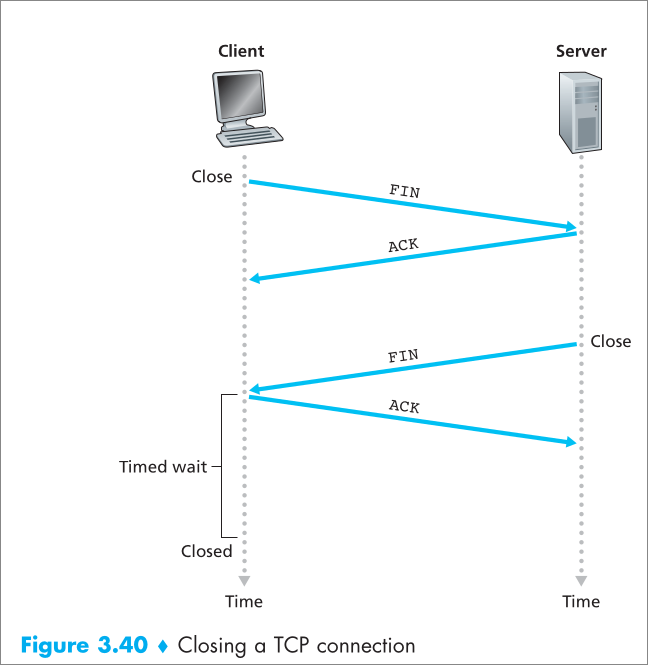 Client
Server
Close
FIN
ACK
Close
FIN
ACK
Timed wait
Closed
Time
Time
Figure 3.40 ♦ Closing a TCP connection